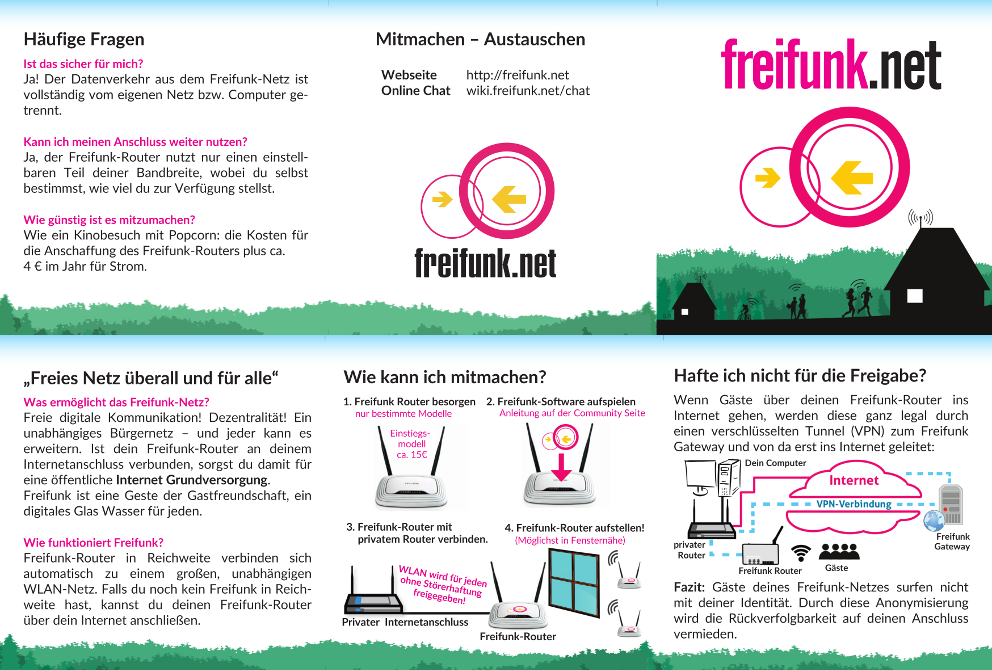 Häufige Fragen
Ist das sicher für mich?
Ja! Der Datenverkehr aus dem Freifunk-Netz ist
vollständig vom eigenen Netz bzw. Computer ge-
trennt.
Kann ich meinen Anschluss weiter nutzen?
Ja, der Freifunk-Router nutzt nur einen einstell-
baren Teil deiner Bandbreite, wobei du selbst
bestimmst, wie viel du zur Verfügung stellst.
Wie günstig ist es mitzumachen?
Wie ein Kinobesuch mit Popcorn: die Kosten für
die Anschaffung des Freifunk-Routers plus ca.
4 € im Jahr für Strom.
Mitmachen – Austauschen
Webseite http://freifunk.net
Online Chat wiki.freifunk.net/chat
freifunk.net
freifunk.net
„Freies Netz überall und für alle“
Was ermöglicht das Freifunk-Netz?
Freie digitale Kommunikation! Dezentralität! Ein
unabhängiges Bürgernetz – und jeder kann es
erweitern. Ist dein Freifunk-Router an deinem
Internetanschluss verbunden, sorgst du damit für
eine öffentliche Internet Grundversorgung.
Freifunk ist eine Geste der Gastfreundschaft, ein
digitales Glas Wasser für jeden.
Wie funktioniert Freifunk?
Freifunk-Router in Reichweite verbinden sich
automatisch zu einem großen, unabhängigen
WLAN-Netz. Falls du noch kein Freifunk in Reich-
weite hast, kannst du deinen Freifunk-Router
über dein Internet anschließen.
Wie kann ich mitmachen?
1. Freifunk Router besorgen
nur bestimmte Modelle
Einstiegs-
modell
ca. 15€
2. Freifunk-Software aufspielen
Anleitung auf der Community Seite
3. Freifunk-Router mit
privatem Router verbinden.
WLAN wird für jeden
ohne Störerhaftung
freigegeben!
Privater Internetanschluss
4. Freifunk-Router aufstellen!
(Möglichst in Fensternähe)
Freifunk-Router
Hafte ich nicht für die Freigabe?
Wenn Gäste über deinen Freifunk-Router ins
Internet gehen, werden diese ganz legal durch
einen verschlüsselten Tunnel (VPN) zum Freifunk
Gateway und von da erst ins Internet geleitet:
Dein Computer
Internet
VPN-Verbindung
Freifunk
Gateway
privater
Router
Freifunk Router
Gäste
Fazit: Gäste deines Freifunk-Netzes surfen nicht
mit deiner Identität. Durch diese Anonymisierung
wird die Rückverfolgbarkeit auf deinen Anschluss
vermieden.